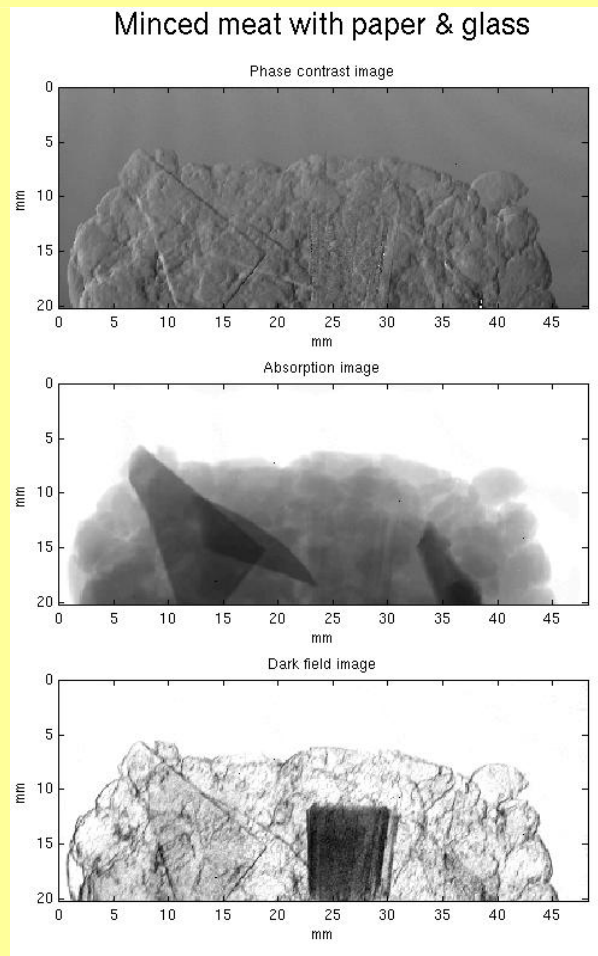 Minced meat with paper & glass
Phase contrast image
0
5
10
15
20
mm
0 5 10 15 20 25 30 35 40 45
mm
Absorption image
0
5
10
15
20
mm
0 5 10 15 20 25 30 35 40 45
mm
Dark field image
0
5
10
15
20
mm
0 5 10 15 20 25 30 35 40 45
mm